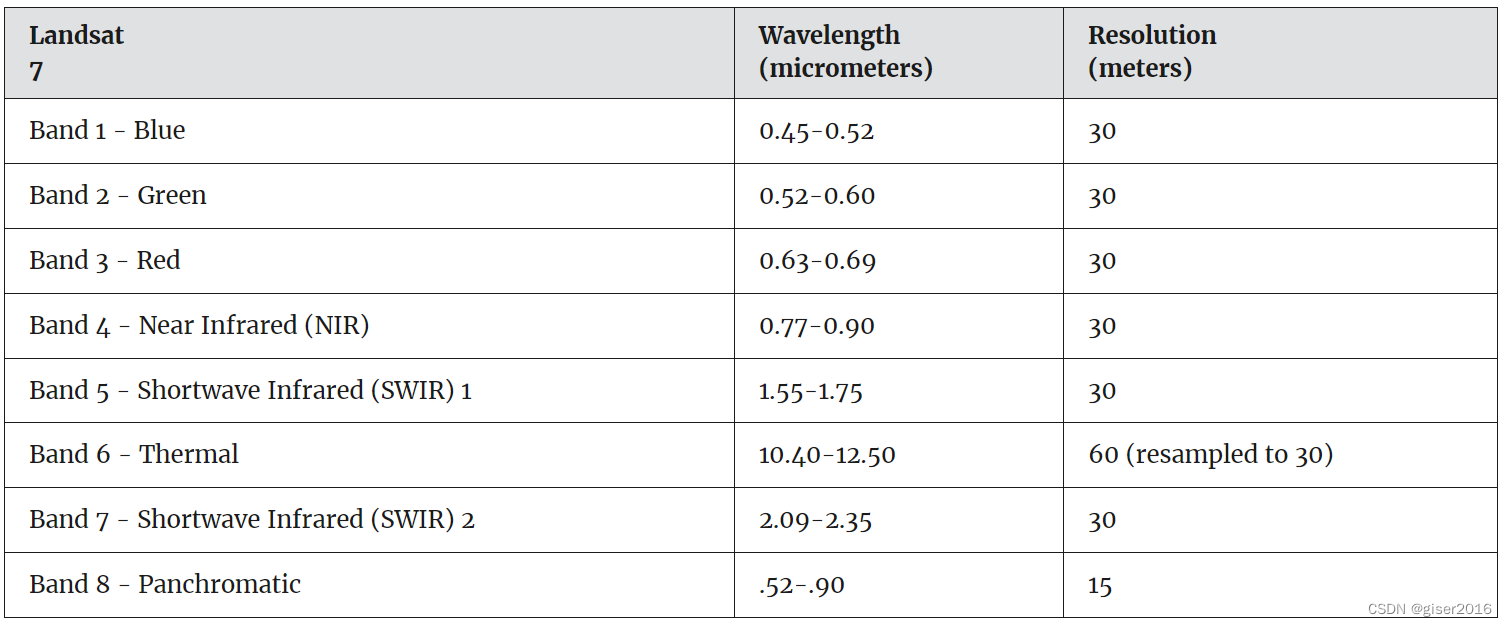 Landsat
7
Wavelength
(micrometers)
Resolution
(meters)
Band 1 - Blue
0.45-0.52
30
Band 2 - Green
0.52-0.60
30
Band 3 - Red
0.63-0.69
30
Band 4 - Near Infrared (NIR)
0.77-0.90
30
Band 5 - Shortwave Infrared (SWIR) 1
1.55-1.75
30
Band 6 - Thermal
10.40-12.50
60 (resampled to 30)
Band 7 - Shortwave Infrared (SWIR) 2
2.09-2.35
30
Band 8 - Panchromatic
.52-.90
15
CSDN @giser2016